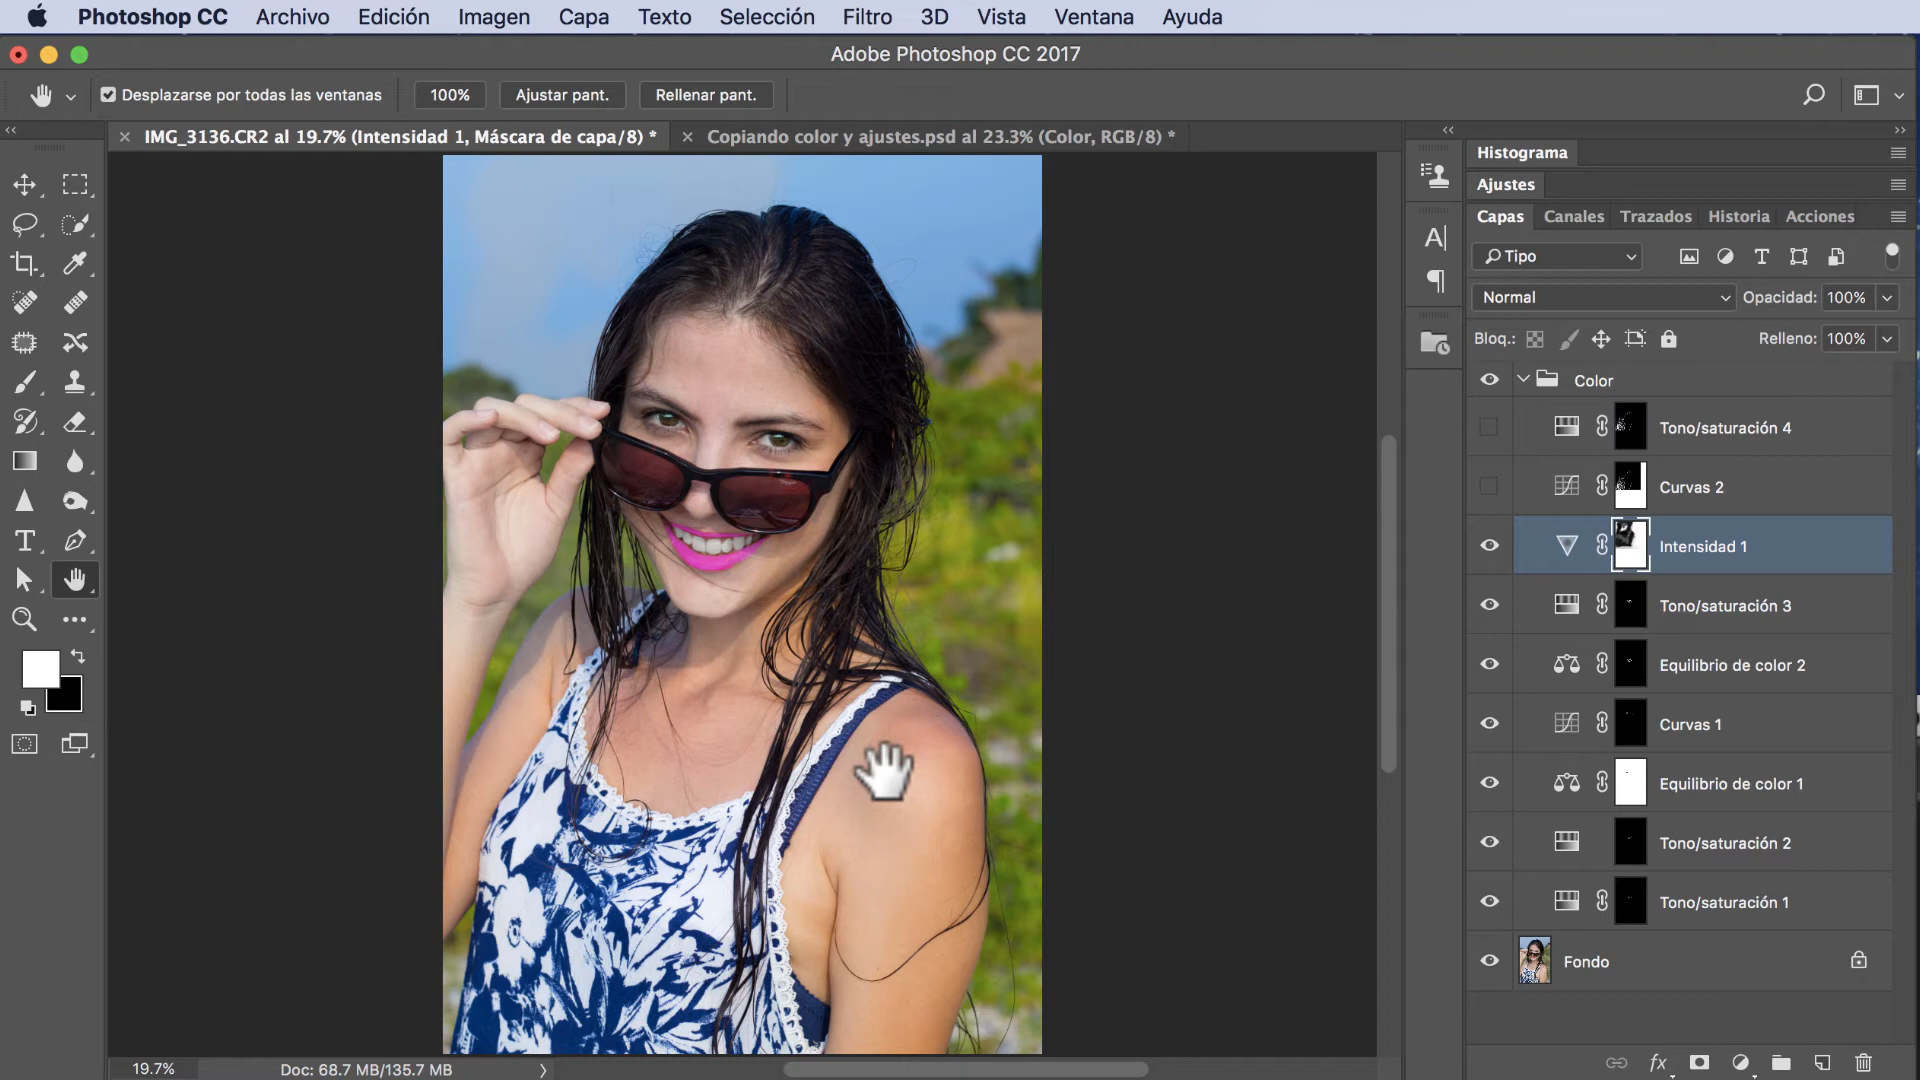 Photoshop CC Archivo Edición Imagen Capa Texto Selección Filtro 3D Vista Ventana Ayuda
Adobe Photoshop CC 2017
Desplazarse por todas las ventanas 100% Ajustar pant. Rellenar pant.
IMG_3136.CR2 al 19.7% (Intensidad 1, Máscara de capa/8) * Copiando color y ajustes.psd al 23.3% (Color, RGB/8) *
Histograma
Ajustes
Capas Canales Trazados Historia Acciones
Tipo
Normal Opacidad: 100%
Bloq.: Relleno: 100%
Color
Tono/saturación 4
Curvas 2
Intensidad 1
Tono/saturación 3
Equilibrio de color 2
Curvas 1
Equilibrio de color 1
Tono/saturación 2
Tono/saturación 1
Fondo
19.7% Doc: 68.7 MB/135.7 MB